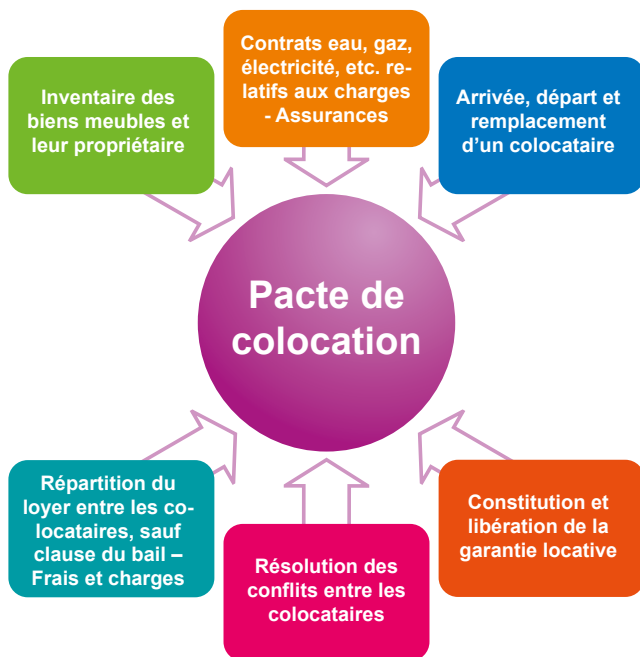 Contrats eau, gaz,
électricité, etc. re-
latifs aux charges
- Assurances
Inventaire des
biens meubles et
leur propriétaire
Arrivée, départ et
remplacement
d’un colocataire
Pacte de
colocation
Répartition du
loyer entre les co-
locataires, sauf
clause du bail –
Frais et charges
Résolution des
conflits entre les
colocataires
Constitution et
libération de la
garantie locative